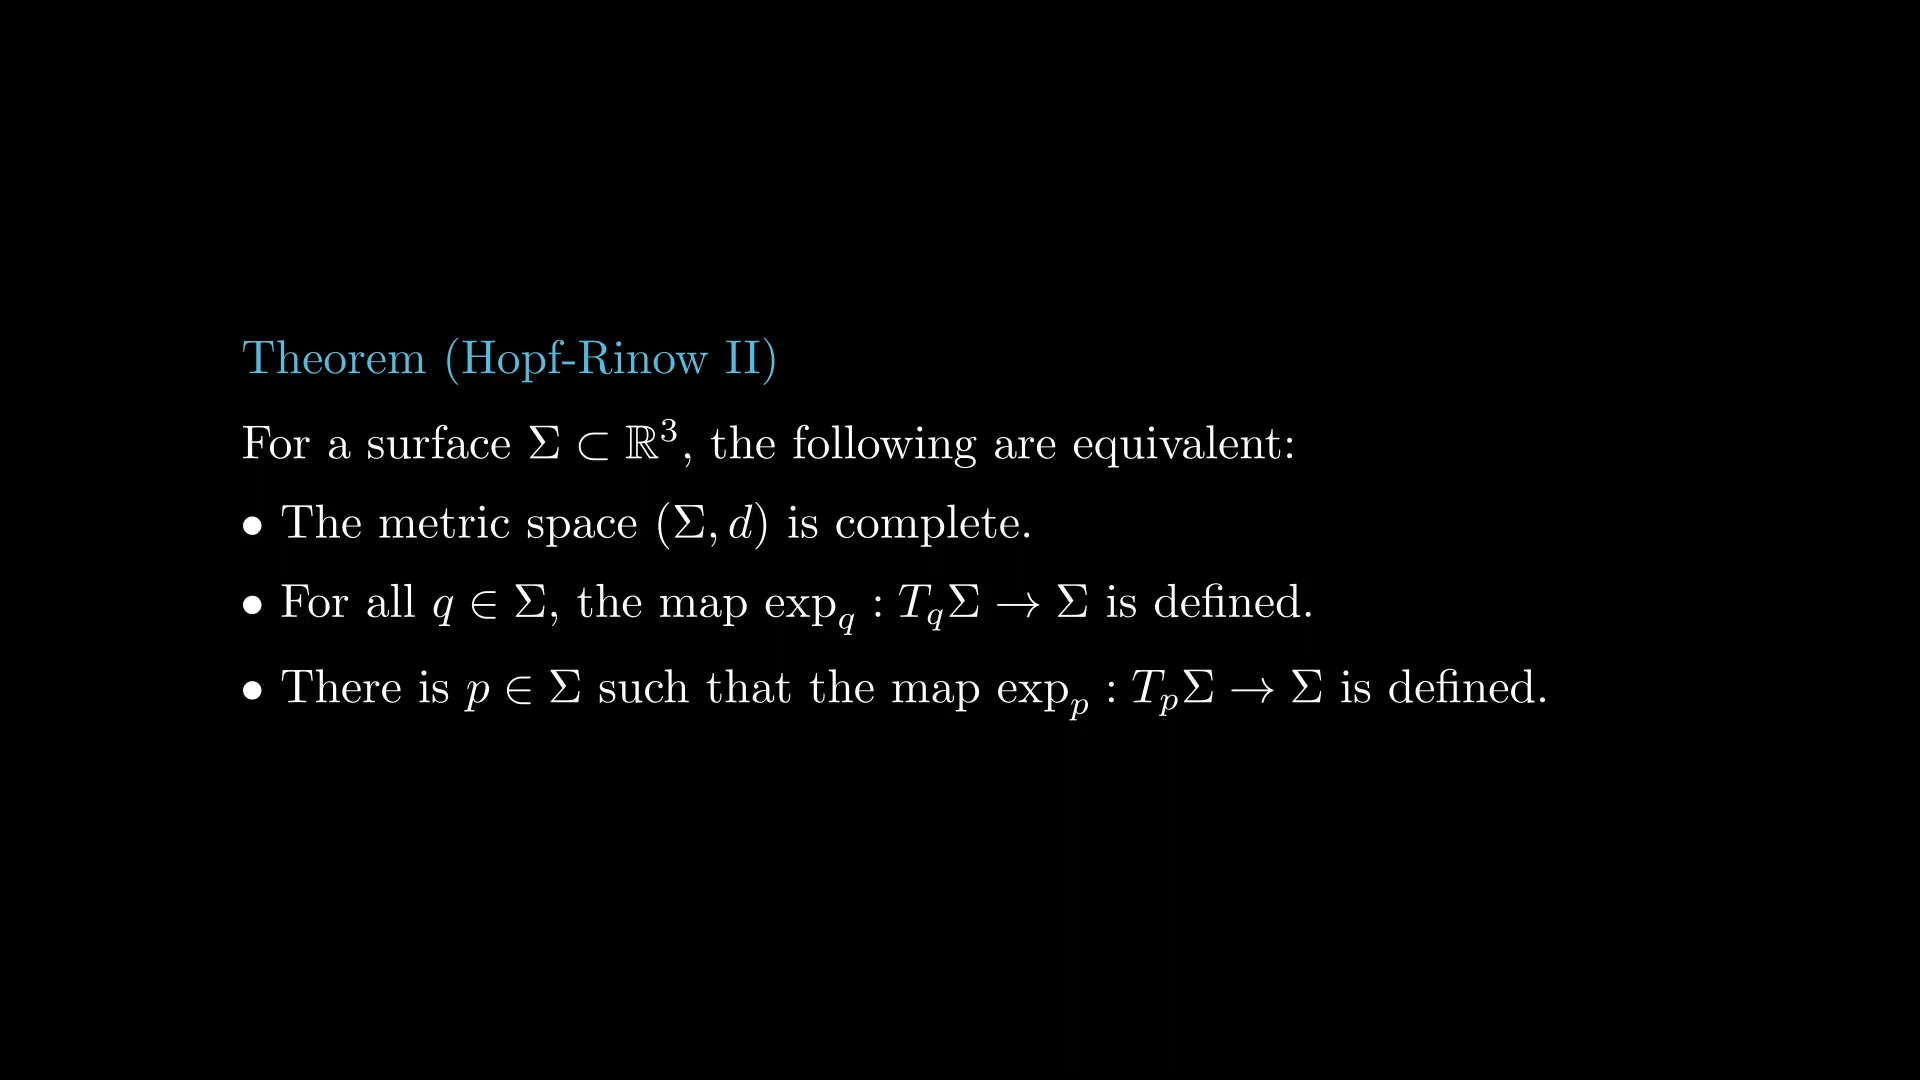 Theorem (Hopf-Rinow II)
For a surface Σ ⊂ ℝ³, the following are equivalent:
• The metric space (Σ, d) is complete.
• For all q ∈ Σ, the map exp_q : T_qΣ → Σ is defined.
• There is p ∈ Σ such that the map exp_p : T_pΣ → Σ is defined.